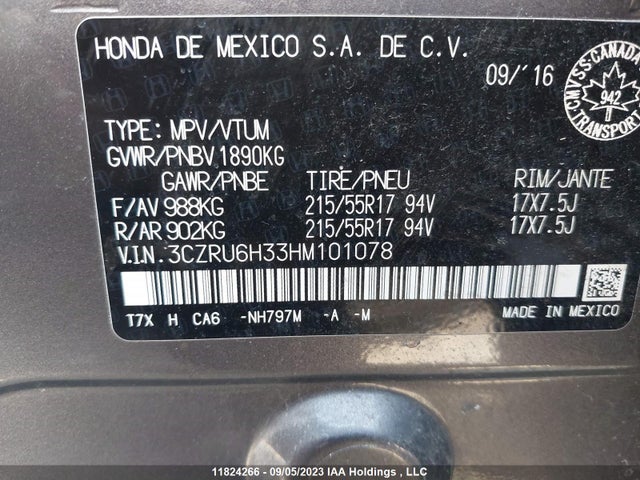 HONDA DE MEXICO S.A. DE C.V.
09/'16
CMVSS.CANADA
942
TRANSPORT
TYPE: MPV/VTUM
GVWR/PNBV 1890KG
GAWR/PNBE TIRE/PNEU RIM/JANTE
F/AV 988KG 215/55R17 94V 17X7.5J
R/AR 902KG 215/55R17 94V 17X7.5J
V.I.N. 3CZRU6H33HM101078
T7X H CA6 -NH797M -A -M MADE IN MEXICO
11824266 - 09/05/2023 IAA Holdings , LLC